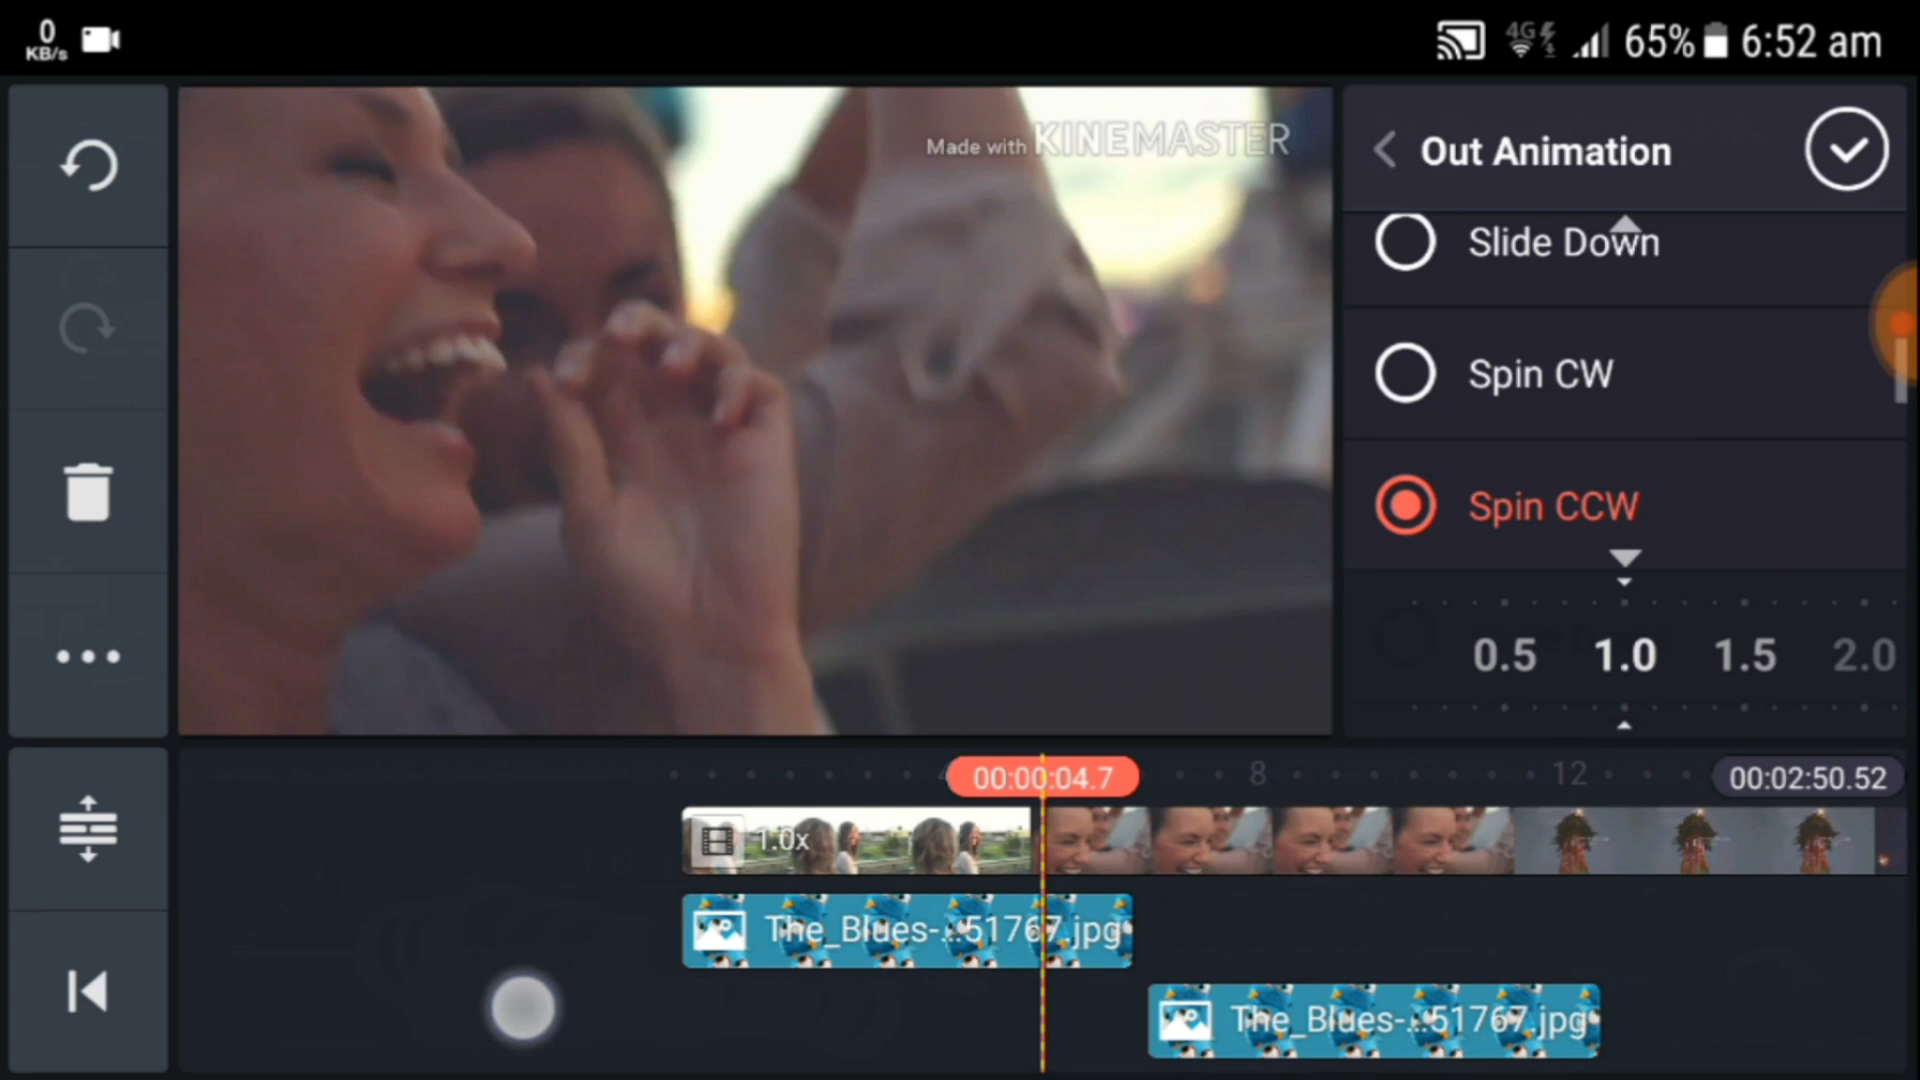 0
KB/s
4G
65%
6:52 am
Made with KINEMASTER
Out Animation
Slide Down
Spin CW
Spin CCW
0.5 1.0 1.5 2.0
00:00:04.7
8
12
00:02:50.52
1.0x
The_Blues-...51767.jpg
The_Blues-...51767.jpg